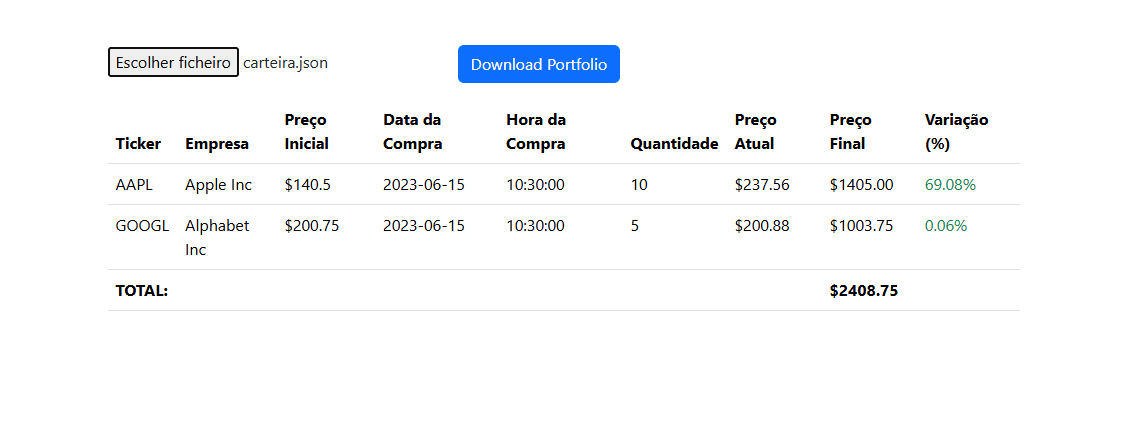 Escolher ficheiro carteira.json Download Portfolio
Ticker Empresa Preço Inicial Data da Compra Hora da Compra Quantidade Preço Atual Preço Final Variação (%)
AAPL Apple Inc $140.5 2023-06-15 10:30:00 10 $237.56 $1405.00 69.08%
GOOGL Alphabet Inc $200.75 2023-06-15 10:30:00 5 $200.88 $1003.75 0.06%
TOTAL: $2408.75